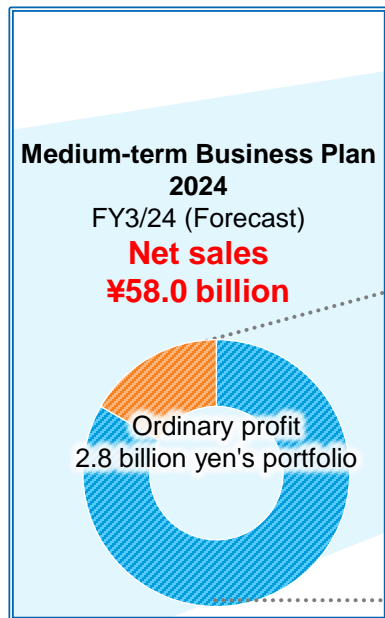 Medium-term Business Plan
2024
FY3/24 (Forecast)
Net sales
¥58.0 billion
Ordinary profit
2.8 billion yen's portfolio